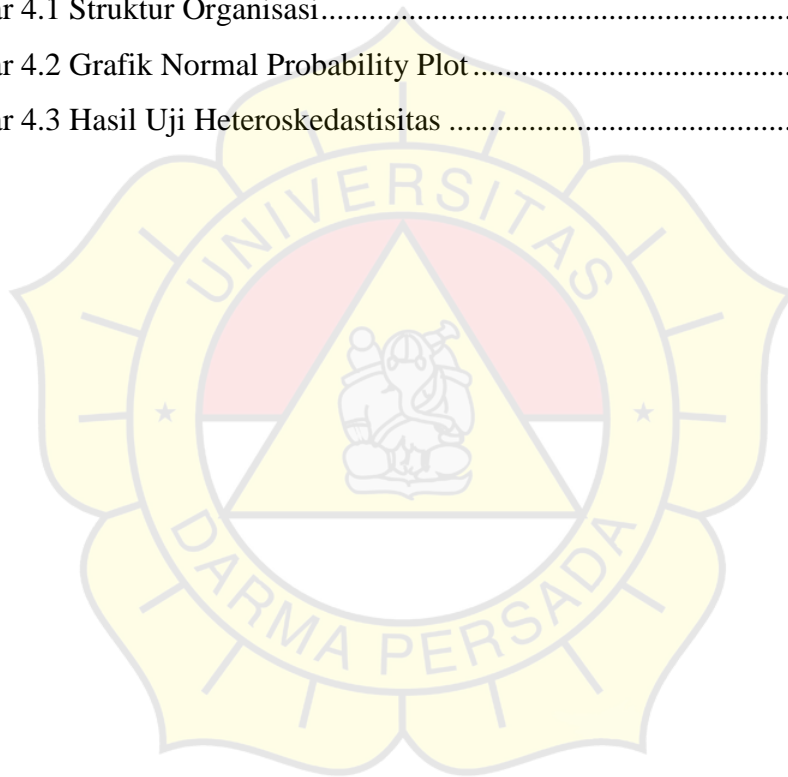 ar 4.1 Struktur Organisasi............................................................
ar 4.2 Grafik Normal Probability Plot..........................................
ar 4.3 Hasil Uji Heteroskedastisitas ............................................
UNIVERSITAS
DARMA PERSADA